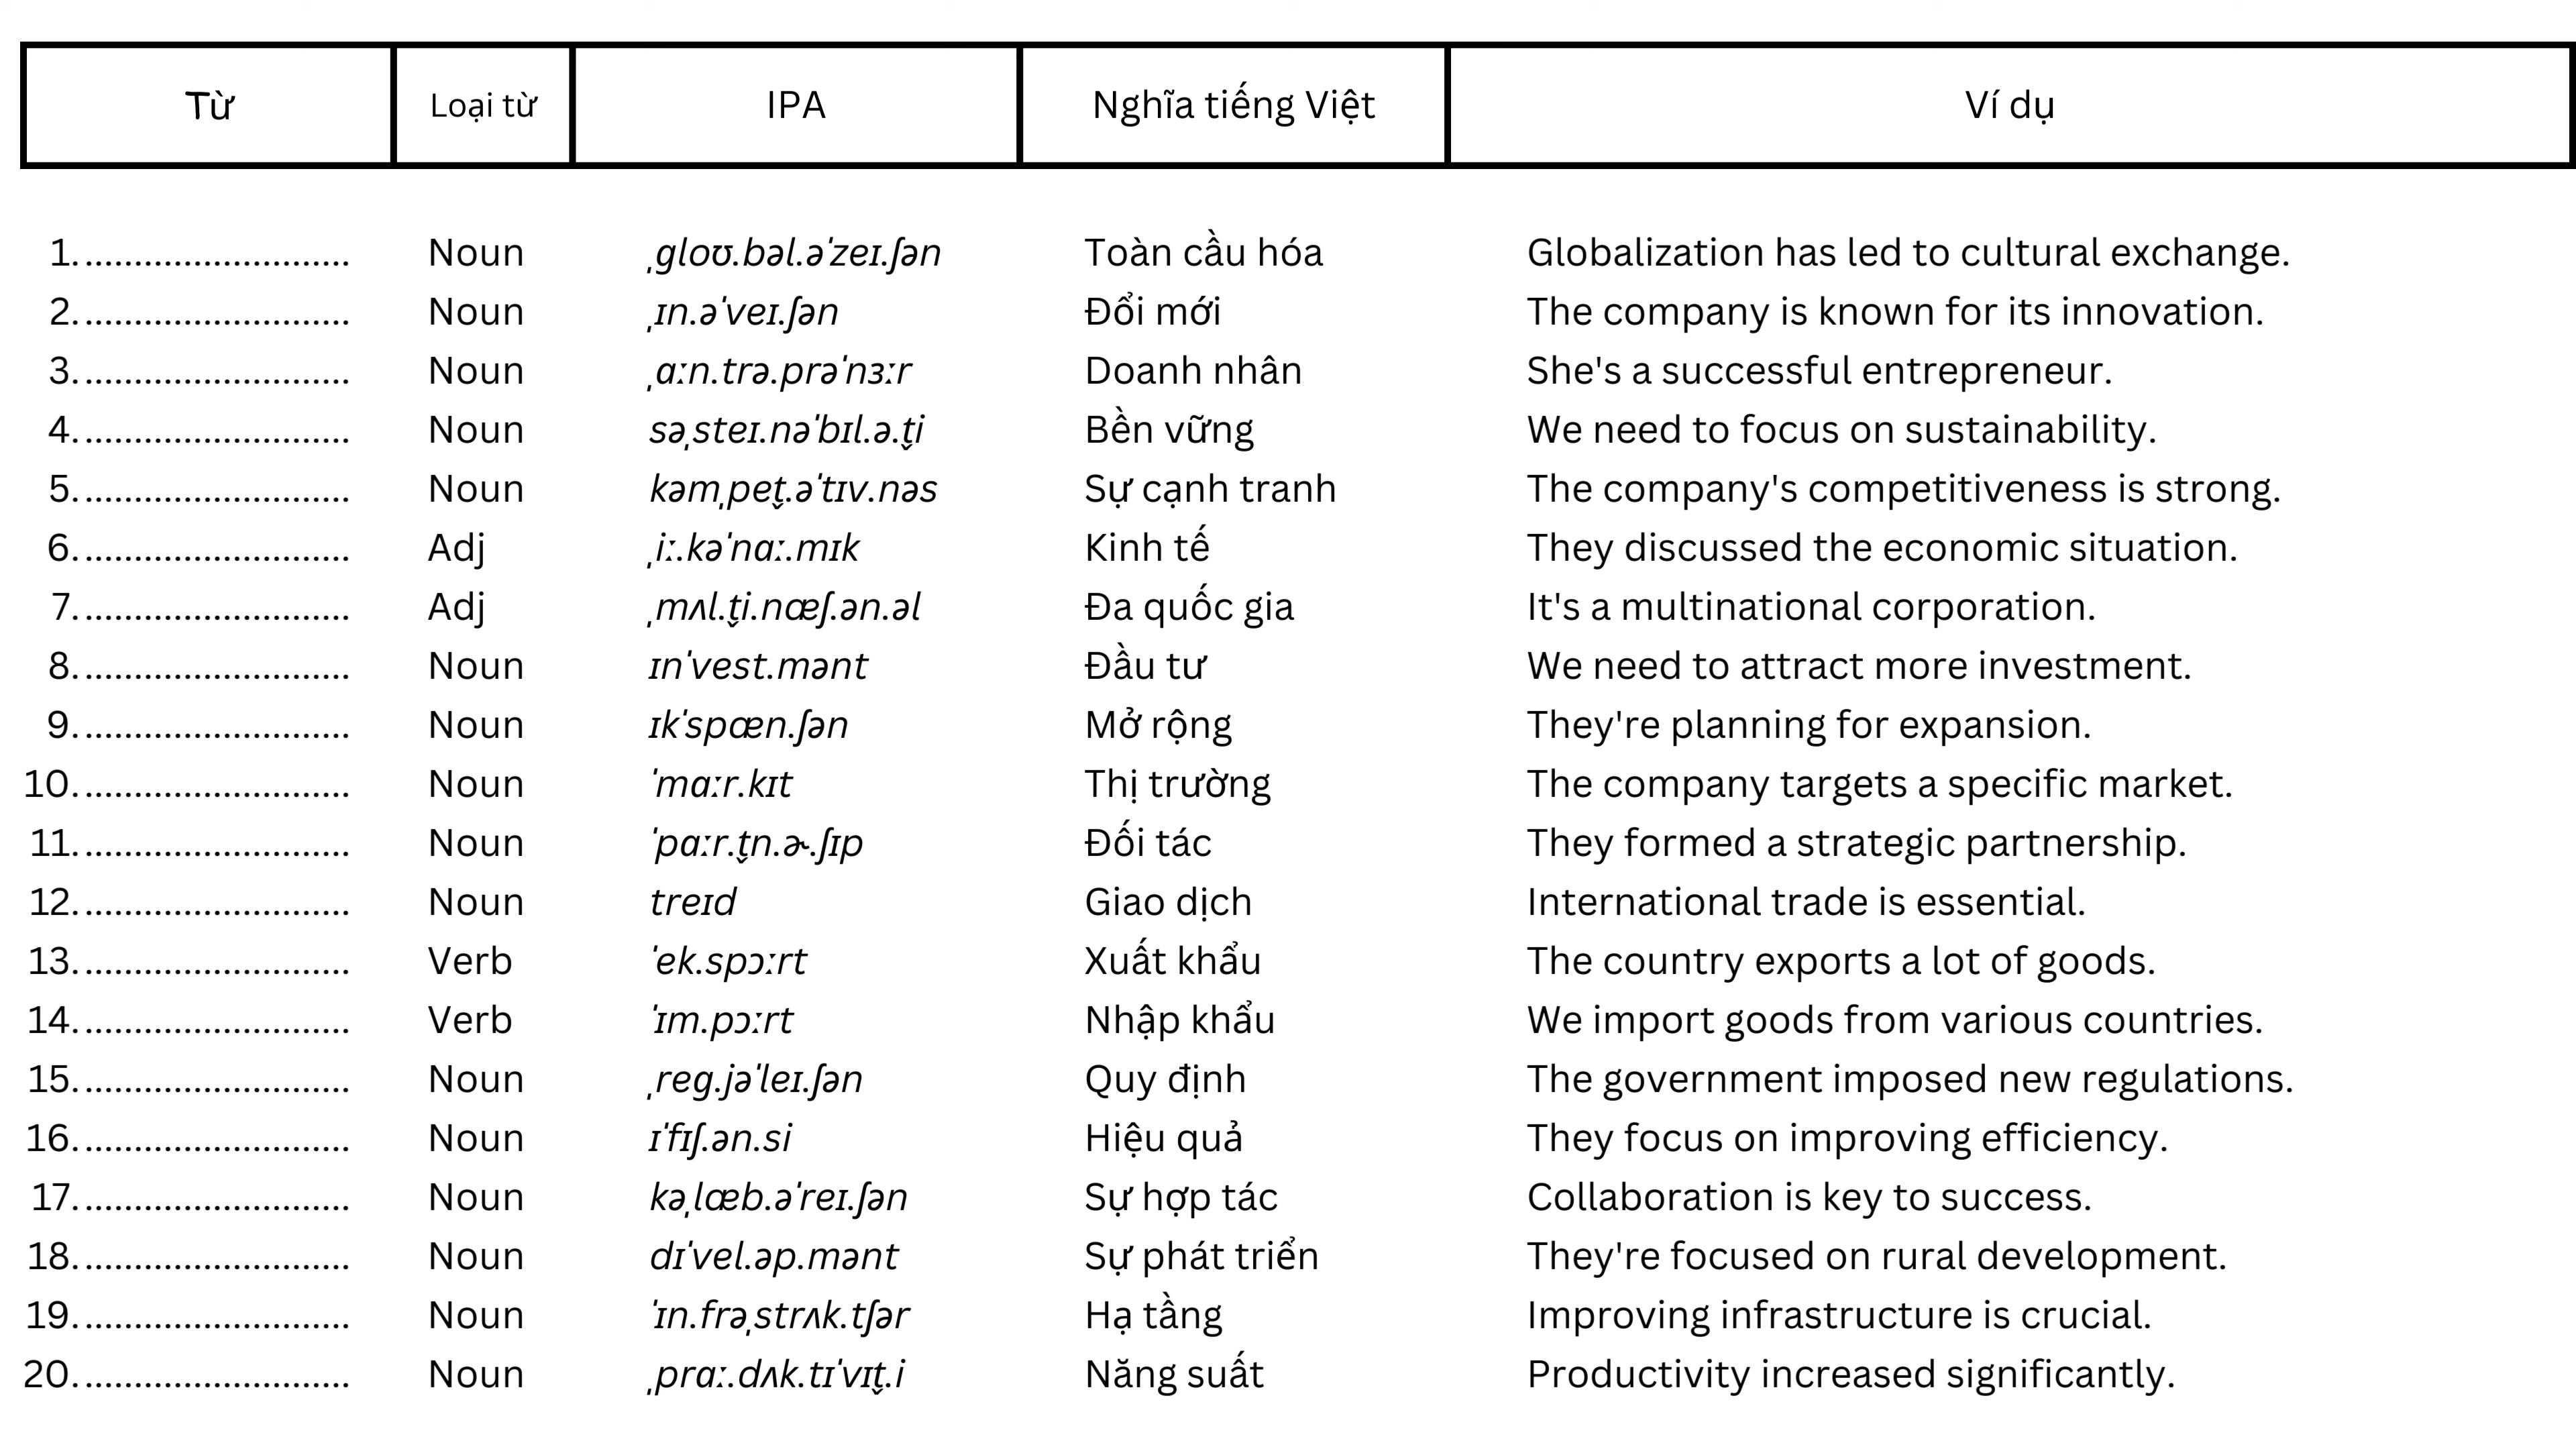 Từ Loại từ IPA Nghĩa tiếng Việt Ví dụ
1........................... Noun ˌɡloʊ.bəl.əˈzeɪ.ʃən Toàn cầu hóa Globalization has led to cultural exchange.
2........................... Noun ˌɪn.əˈveɪ.ʃən Đổi mới The company is known for its innovation.
3........................... Noun ˌɑːn.trə.prəˈnɜːr Doanh nhân She's a successful entrepreneur.
4........................... Noun səˌsteɪ.nəˈbɪl.ə.t̬i Bền vững We need to focus on sustainability.
5........................... Noun kəmˌpet̬.əˈtɪv.nəs Sự cạnh tranh The company's competitiveness is strong.
6........................... Adj ˌiː.kəˈnɑː.mɪk Kinh tế They discussed the economic situation.
7........................... Adj ˌmʌl.t̬i.næʃ.ən.əl Đa quốc gia It's a multinational corporation.
8........................... Noun ɪnˈvest.mənt Đầu tư We need to attract more investment.
9........................... Noun ɪkˈspæn.ʃən Mở rộng They're planning for expansion.
10........................... Noun ˈmɑːr.kɪt Thị trường The company targets a specific market.
11........................... Noun ˈpɑːr.t̬n.ɚ.ʃɪp Đối tác They formed a strategic partnership.
12........................... Noun treɪd Giao dịch International trade is essential.
13........................... Verb ˈek.spɔːrt Xuất khẩu The country exports a lot of goods.
14........................... Verb ˈɪm.pɔːrt Nhập khẩu We import goods from various countries.
15........................... Noun ˌreɡ.jəˈleɪ.ʃən Quy định The government imposed new regulations.
16........................... Noun ɪˈfɪʃ.ən.si Hiệu quả They focus on improving efficiency.
17........................... Noun kəˌlæb.əˈreɪ.ʃən Sự hợp tác Collaboration is key to success.
18........................... Noun dɪˈvel.əp.mənt Sự phát triển They're focused on rural development.
19........................... Noun ˈɪn.frəˌstrʌk.tʃər Hạ tầng Improving infrastructure is crucial.
20........................... Noun ˌprɑː.dʌk.tɪˈvɪt̬.i Năng suất Productivity increased significantly.